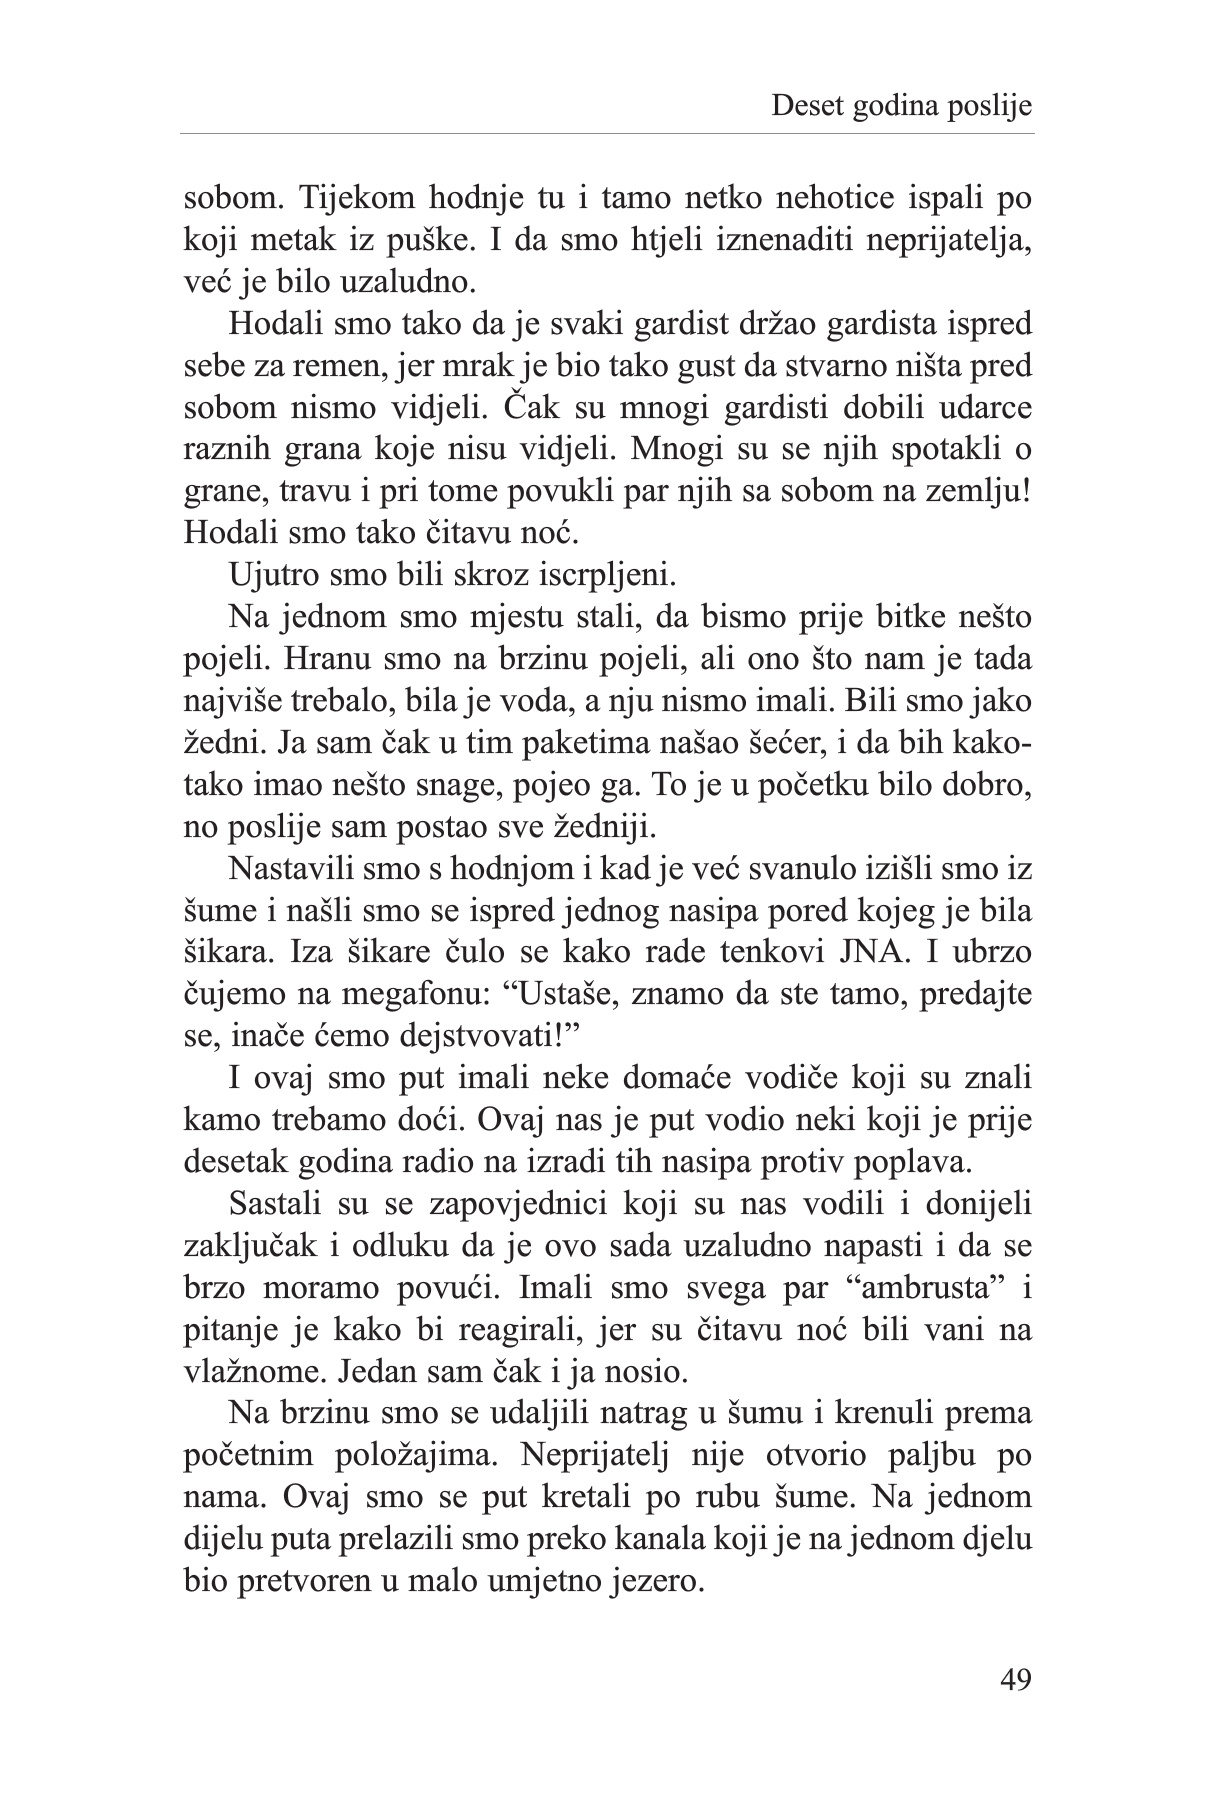 Deset godina poslije
sobom. Tijekom hodnje tu i tamo netko nehotice ispali po
koji metak iz puške. I da smo htjeli iznenaditi neprijatelja,
već je bilo uzaludno.
Hodali smo tako da je svaki gardist držao gardista ispred
sebe za remen, jer mrak je bio tako gust da stvarno ništa pred
sobom nismo vidjeli. Čak su mnogi gardisti dobili udarce
raznih grana koje nisu vidjeli. Mnogi su se njih spotakli o
grane, travu i pri tome povukli par njih sa sobom na zemlju!
Hodali smo tako čitavu noć.
Ujutro smo bili skroz iscrpljeni.
Na jednom smo mjestu stali, da bismo prije bitke nešto
pojeli. Hranu smo na brzinu pojeli, ali ono što nam je tada
najviše trebalo, bila je voda, a nju nismo imali. Bili smo jako
žedni. Ja sam čak u tim paketima našao šećer, i da bih kako-
tako imao nešto snage, pojeo ga. To je u početku bilo dobro,
no poslije sam postao sve žedniji.
Nastavili smo s hodnjom i kad je već svanulo izišli smo iz
šume i našli smo se ispred jednog nasipa pored kojeg je bila
šikara. Iza šikare čulo se kako rade tenkovi JNA. I ubrzo
čujemo na megafonu: “Ustaše, znamo da ste tamo, predajte
se, inače ćemo dejstvovati!”
I ovaj smo put imali neke domaće vodiče koji su znali
kamo trebamo doći. Ovaj nas je put vodio neki koji je prije
desetak godina radio na izradi tih nasipa protiv poplava.
Sastali su se zapovjednici koji su nas vodili i donijeli
zaključak i odluku da je ovo sada uzaludno napasti i da se
brzo moramo povući. Imali smo svega par “ambrusta” i
pitanje je kako bi reagirali, jer su čitavu noć bili vani na
vlažnome. Jedan sam čak i ja nosio.
Na brzinu smo se udaljili natrag u šumu i krenuli prema
početnim položajima. Neprijatelj nije otvorio paljbu po
nama. Ovaj smo se put kretali po rubu šume. Na jednom
dijelu puta prelazili smo preko kanala koji je na jednom djelu
bio pretvoren u malo umjetno jezero.
49